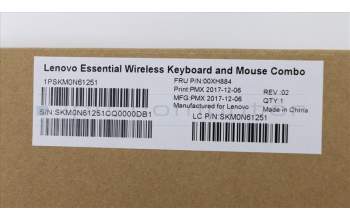 Lenovo Essential Wireless Keyboard and Mouse Combo
1PSKM0N61251
FRU P/N:00XH884
Print PMX 2017-12-06
REV.:02
MFG PMX 2017-12-06
QTY:1
Manufactured for Lenovo
Made in China
S/N:SKM0N61251CQ0000DB1
LC P/N:SKM0N61251